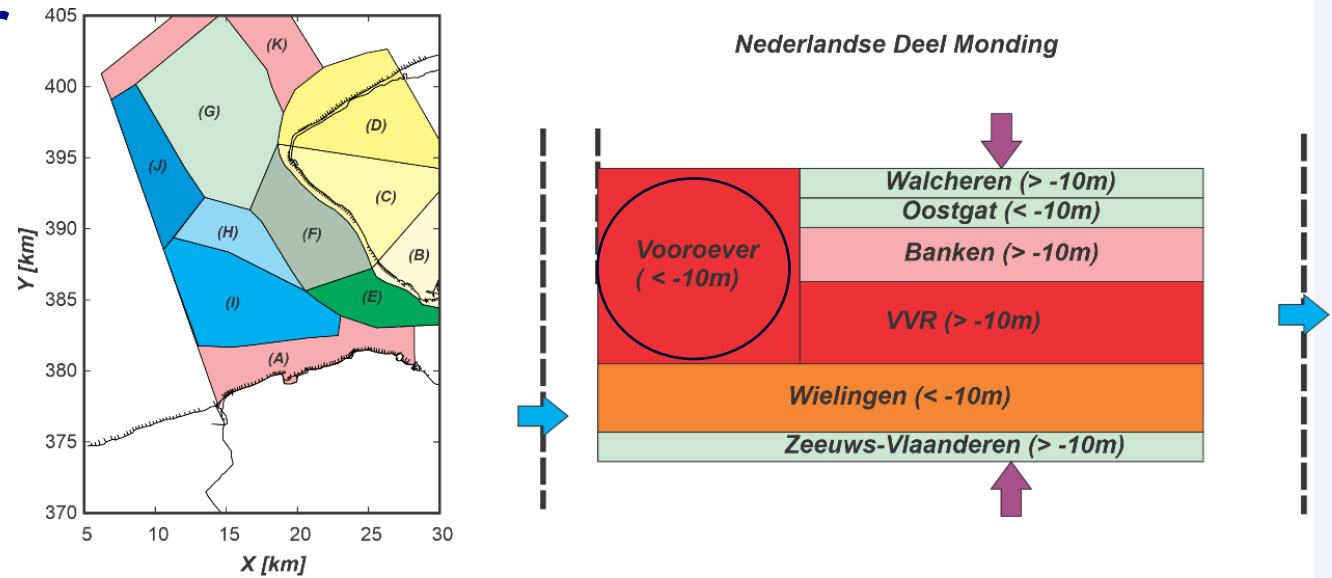 405
400
395
390
385
380
375
370
Y [km]
5
10
15
20
25
30
X [km]
(K)
(G)
(D)
(J)
(C)
(H)
(F)
(B)
(E)
(I)
(A)
Nederlandse Deel Monding
Walcheren (> -10m)
Oostgat (< -10m)
Vooroever
( < -10m)
Banken (> -10m)
VVR (> -10m)
Wielingen (< -10m)
Zeeuws-Vlaanderen (> -10m)